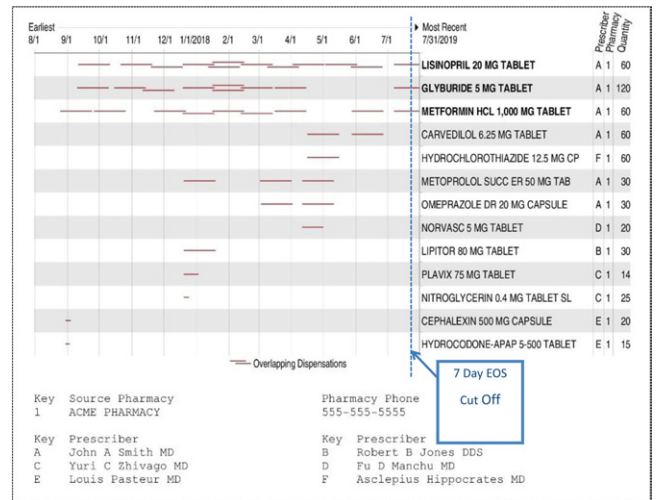 Earliest Most Recent
8/1 9/1 10/1 11/1 12/1 1/1/2018 2/1 3/1 4/1 5/1 6/1 7/1 7/31/2019 Prescriber Pharmacy Quantity
LISINOPRIL 20 MG TABLET A 1 60
GLYBURIDE 5 MG TABLET A 1 120
METFORMIN HCL 1,000 MG TABLET A 1 60
CARVEDILOL 6.25 MG TABLET A 1 60
HYDROCHLOROTHIAZIDE 12.5 MG CP F 1 60
METOPROLOL SUCC ER 50 MG TAB A 1 30
OMEPRAZOLE DR 20 MG CAPSULE A 1 30
NORVASC 5 MG TABLET D 1 20
LIPITOR 80 MG TABLET B 1 30
PLAVIX 75 MG TABLET C 1 14
NITROGLYCERIN 0.4 MG TABLET SL C 1 25
CEPHALEXIN 500 MG CAPSULE E 1 20
HYDROCODONE-APAP 5-500 TABLET E 1 15
Overlapping Dispensations
7 Day EOS
Cut Off
Key Source Pharmacy Pharmacy Phone
1 ACME PHARMACY 555-555-5555
Key Prescriber Key Prescriber
A John A Smith MD B Robert B Jones DDS
C Yuri C Zhivago MD D Fu D Manchu MD
E Louis Pasteur MD F Asclepius Hippocrates MD